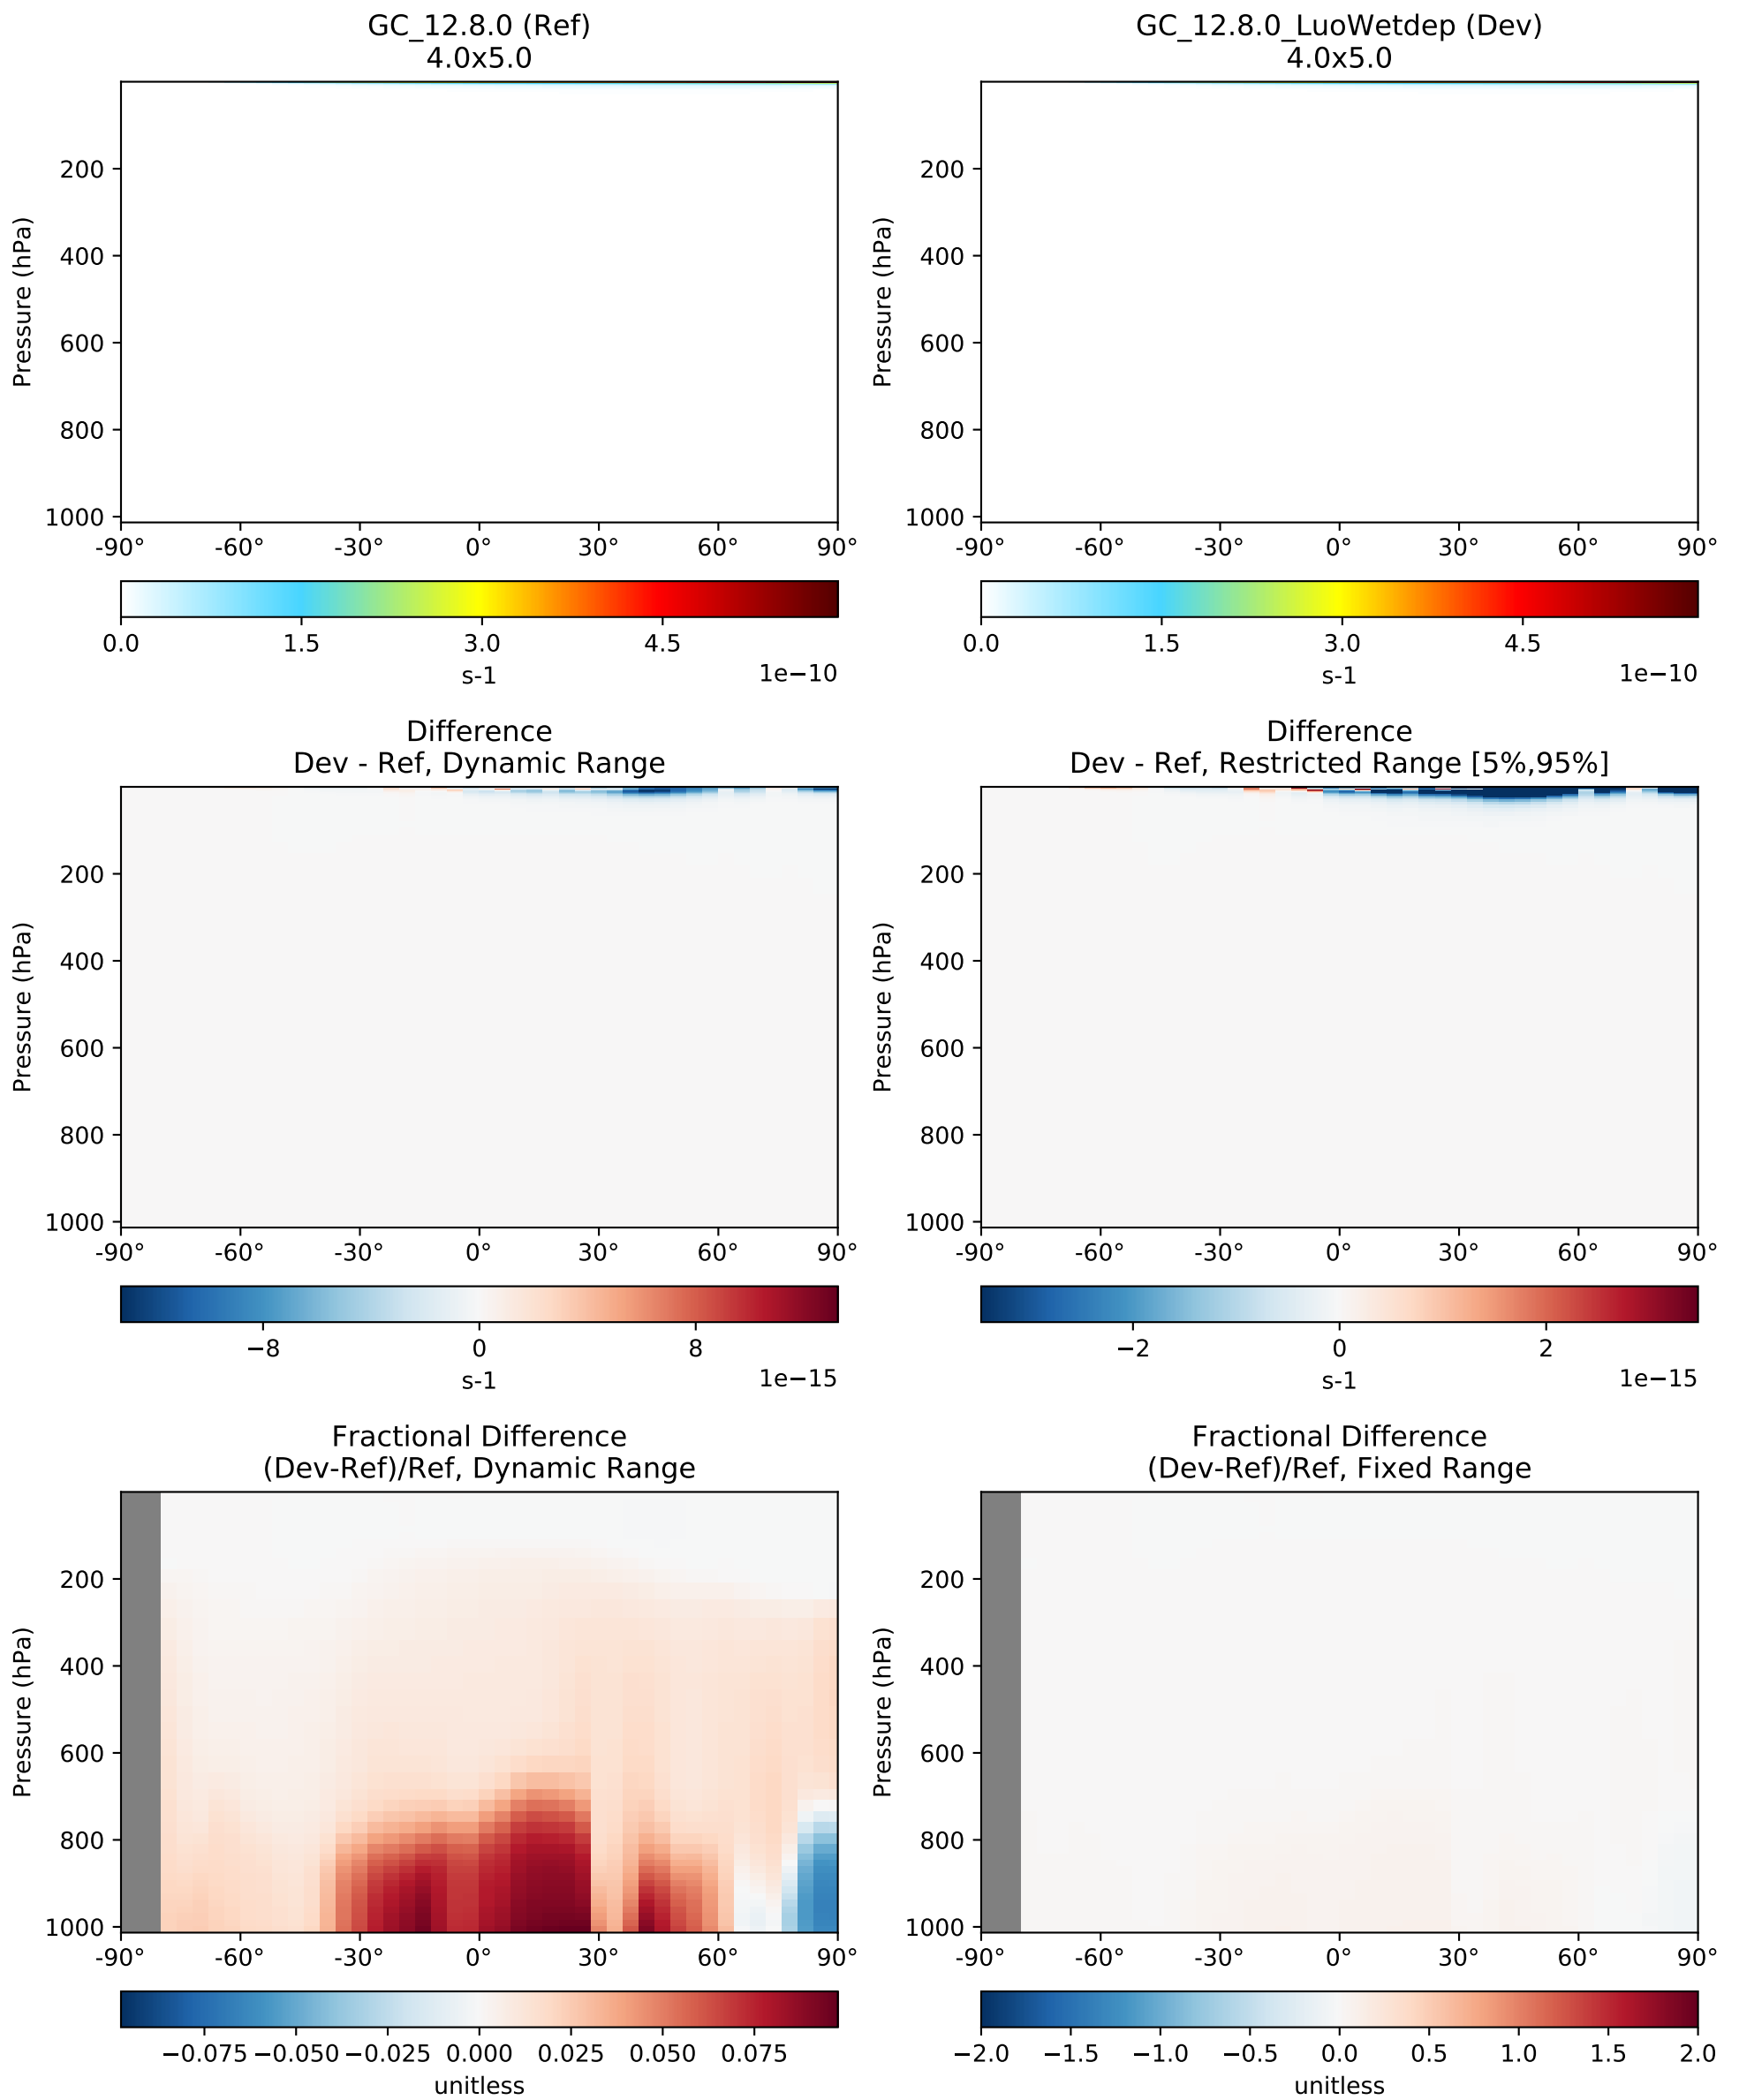 GC_12.8.0 (Ref)
4.0x5.0
Pressure (hPa)
200
400
600
800
1000
-90° -60° -30° 0° 30° 60° 90°
0.0 1.5 3.0 4.5
s-1
1e−10
GC_12.8.0_LuoWetdep (Dev)
4.0x5.0
Pressure (hPa)
200
400
600
800
1000
-90° -60° -30° 0° 30° 60° 90°
0.0 1.5 3.0 4.5
s-1
1e−10
Difference
Dev - Ref, Dynamic Range
Pressure (hPa)
200
400
600
800
1000
-90° -60° -30° 0° 30° 60° 90°
−8 0 8
s-1
1e−15
Difference
Dev - Ref, Restricted Range [5%,95%]
Pressure (hPa)
200
400
600
800
1000
-90° -60° -30° 0° 30° 60° 90°
−2 0 2
s-1
1e−15
Fractional Difference
(Dev-Ref)/Ref, Dynamic Range
Pressure (hPa)
200
400
600
800
1000
-90° -60° -30° 0° 30° 60° 90°
−0.075 −0.050 −0.025 0.000 0.025 0.050 0.075
unitless
Fractional Difference
(Dev-Ref)/Ref, Fixed Range
Pressure (hPa)
200
400
600
800
1000
-90° -60° -30° 0° 30° 60° 90°
−2.0 −1.5 −1.0 −0.5 0.0 0.5 1.0 1.5 2.0
unitless